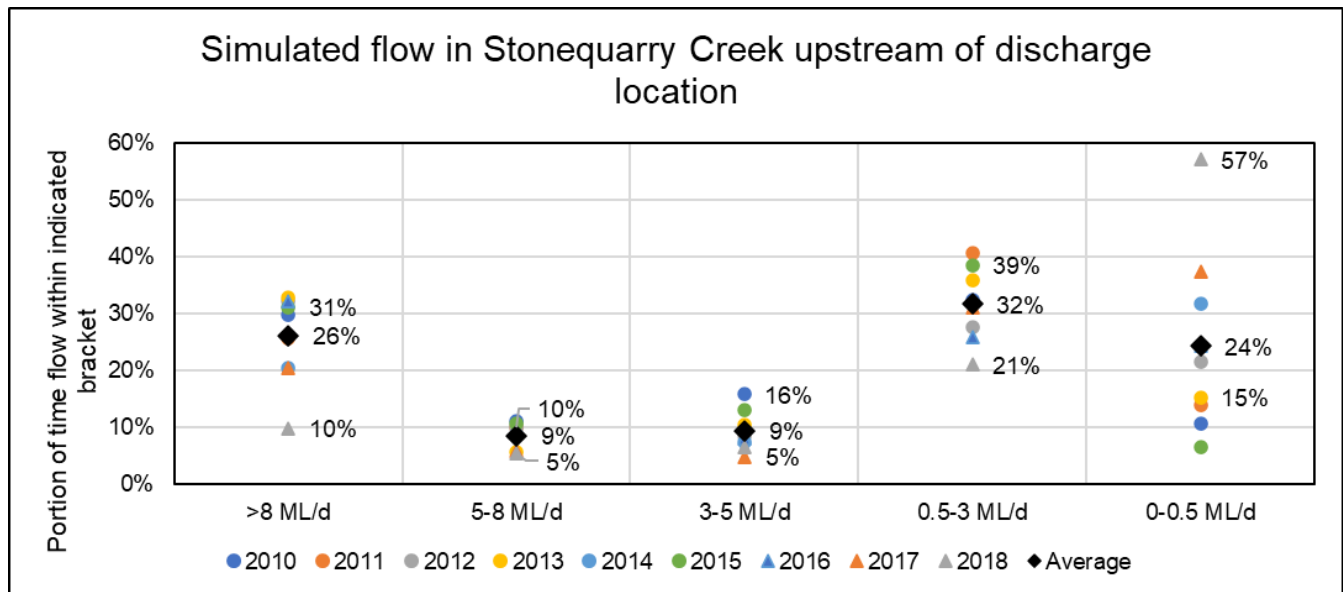 Simulated flow in Stonequarry Creek upstream of discharge
location
Portion of time flow within indicated
bracket
60%
50%
40%
30%
20%
10%
0%
31%
26%
10%
10%
9%
5%
16%
9%
5%
39%
32%
21%
57%
24%
15%
>8 ML/d
5-8 ML/d
3-5 ML/d
0.5-3 ML/d
0-0.5 ML/d
2010 2011 2012 2013 2014 2015 2016 2017 2018 Average